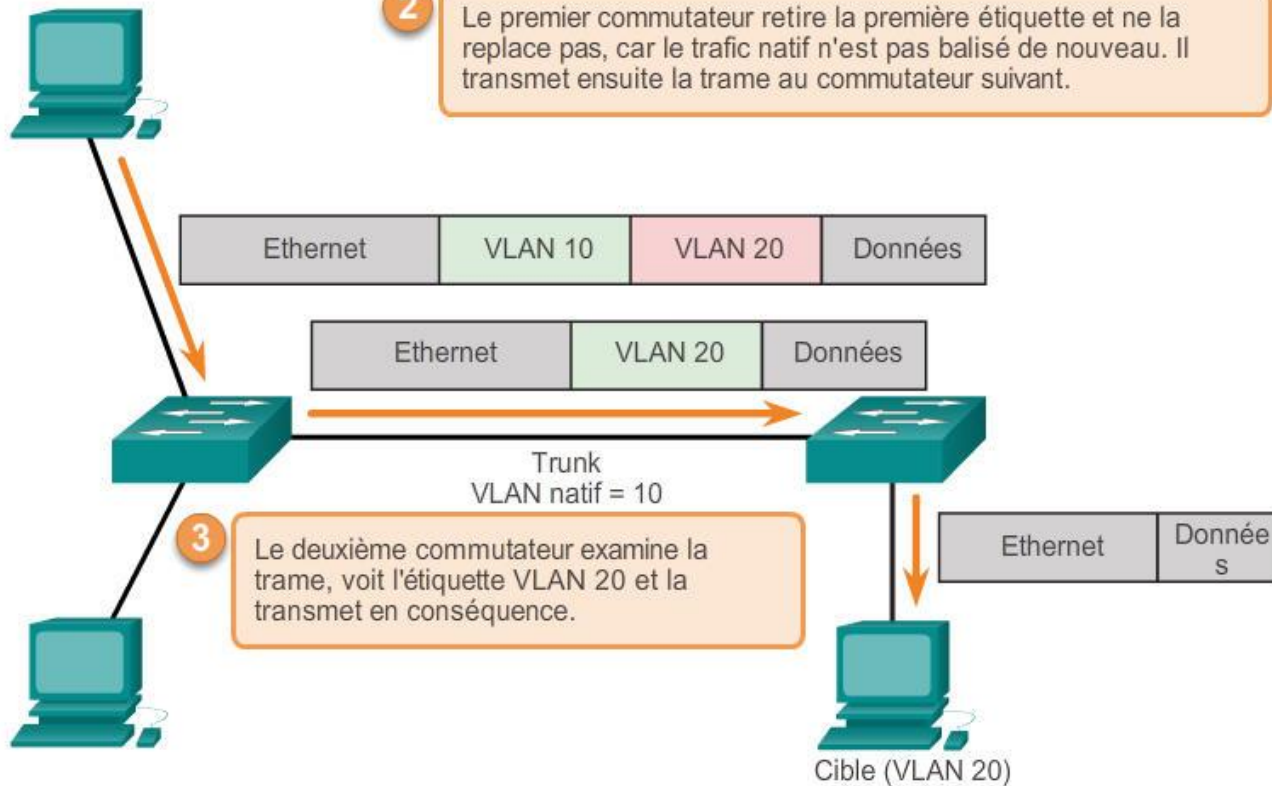 2
Le premier commutateur retire la première étiquette et ne la
replace pas, car le trafic natif n'est pas balisé de nouveau. Il
transmet ensuite la trame au commutateur suivant.
Ethernet VLAN 10 VLAN 20 Données
Ethernet VLAN 20 Données
Trunk
VLAN natif = 10
3
Le deuxième commutateur examine la
trame, voit l'étiquette VLAN 20 et la
transmet en conséquence.
Ethernet Donnée
s
Cible (VLAN 20)